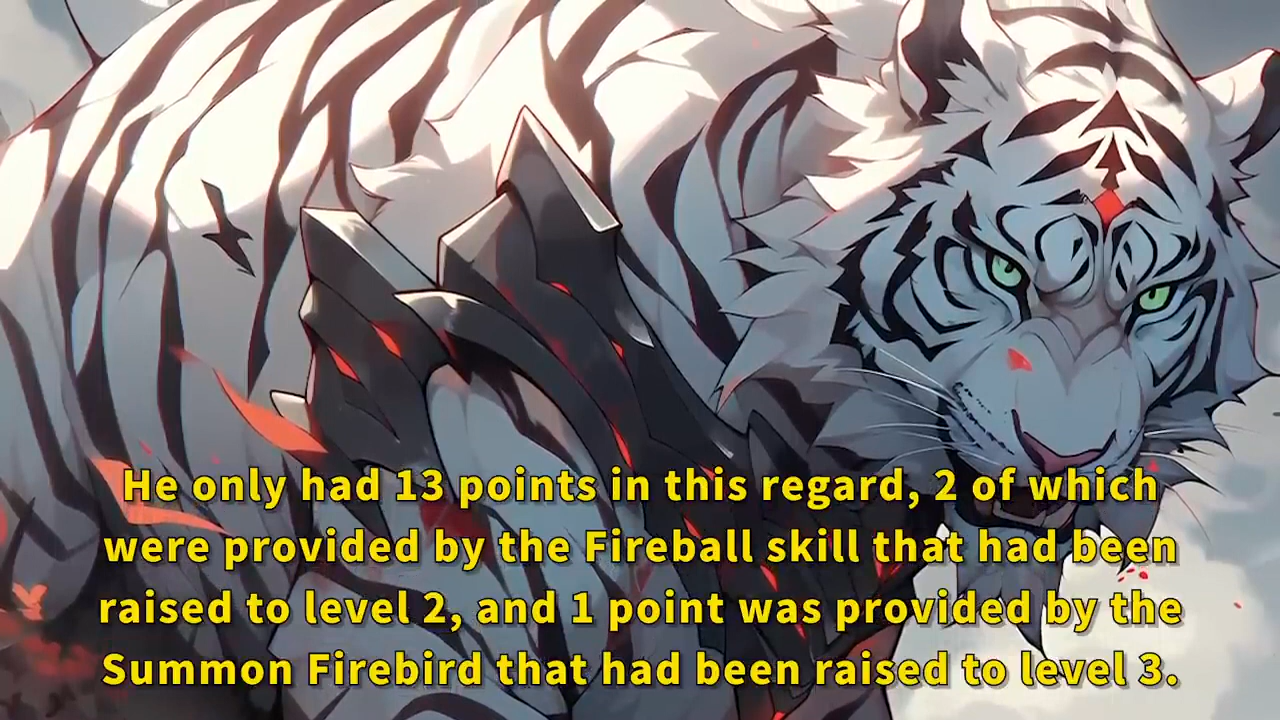 He only had 13 points in this regard, 2 of which
were provided by the Fireball skill that had been
raised to level 2, and 1 point was provided by the
Summon Firebird that had been raised to level 3.